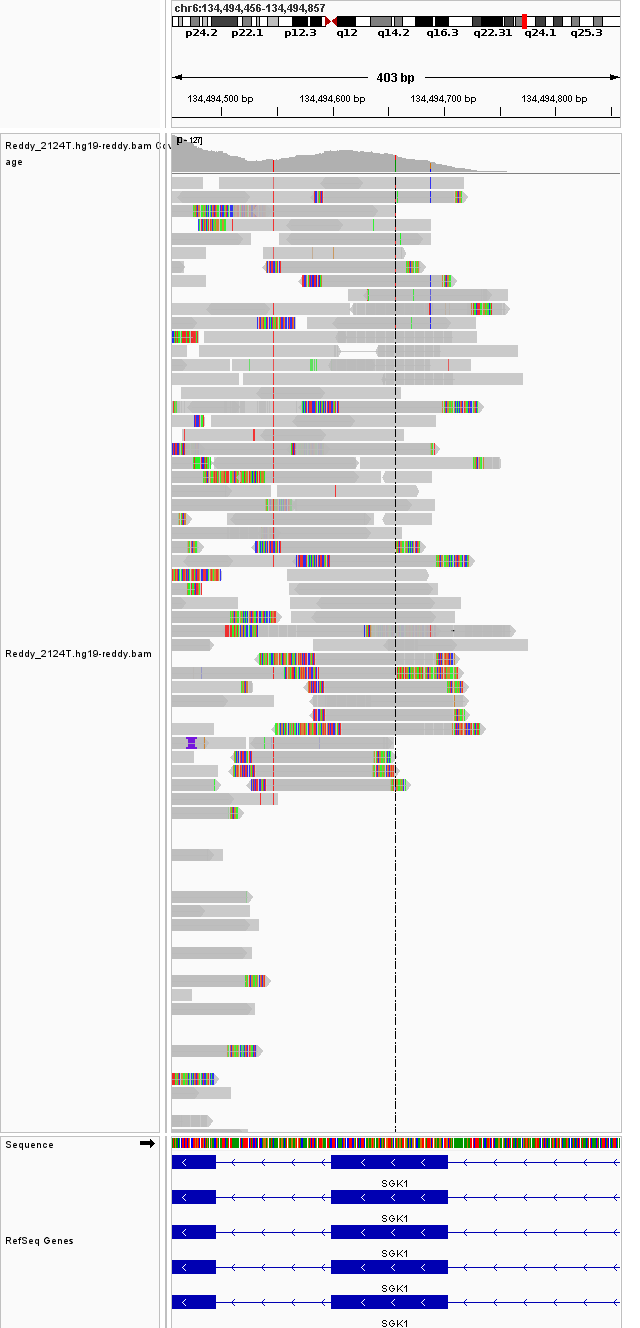 chr6:134,494,456-134,494,857
p24.2 p22.1 p12.3 q12 q14.2 q16.3 q22.31 q24.1 q25.3
403 bp
134,494,500 bp 134,494,600 bp 134,494,700 bp 134,494,800 bp
[0 - 127]
Reddy_2124T.hg19-reddy.bam Cov
age
Reddy_2124T.hg19-reddy.bam
Sequence
SGK1
SGK1
RefSeq Genes
SGK1
SGK1
SGK1